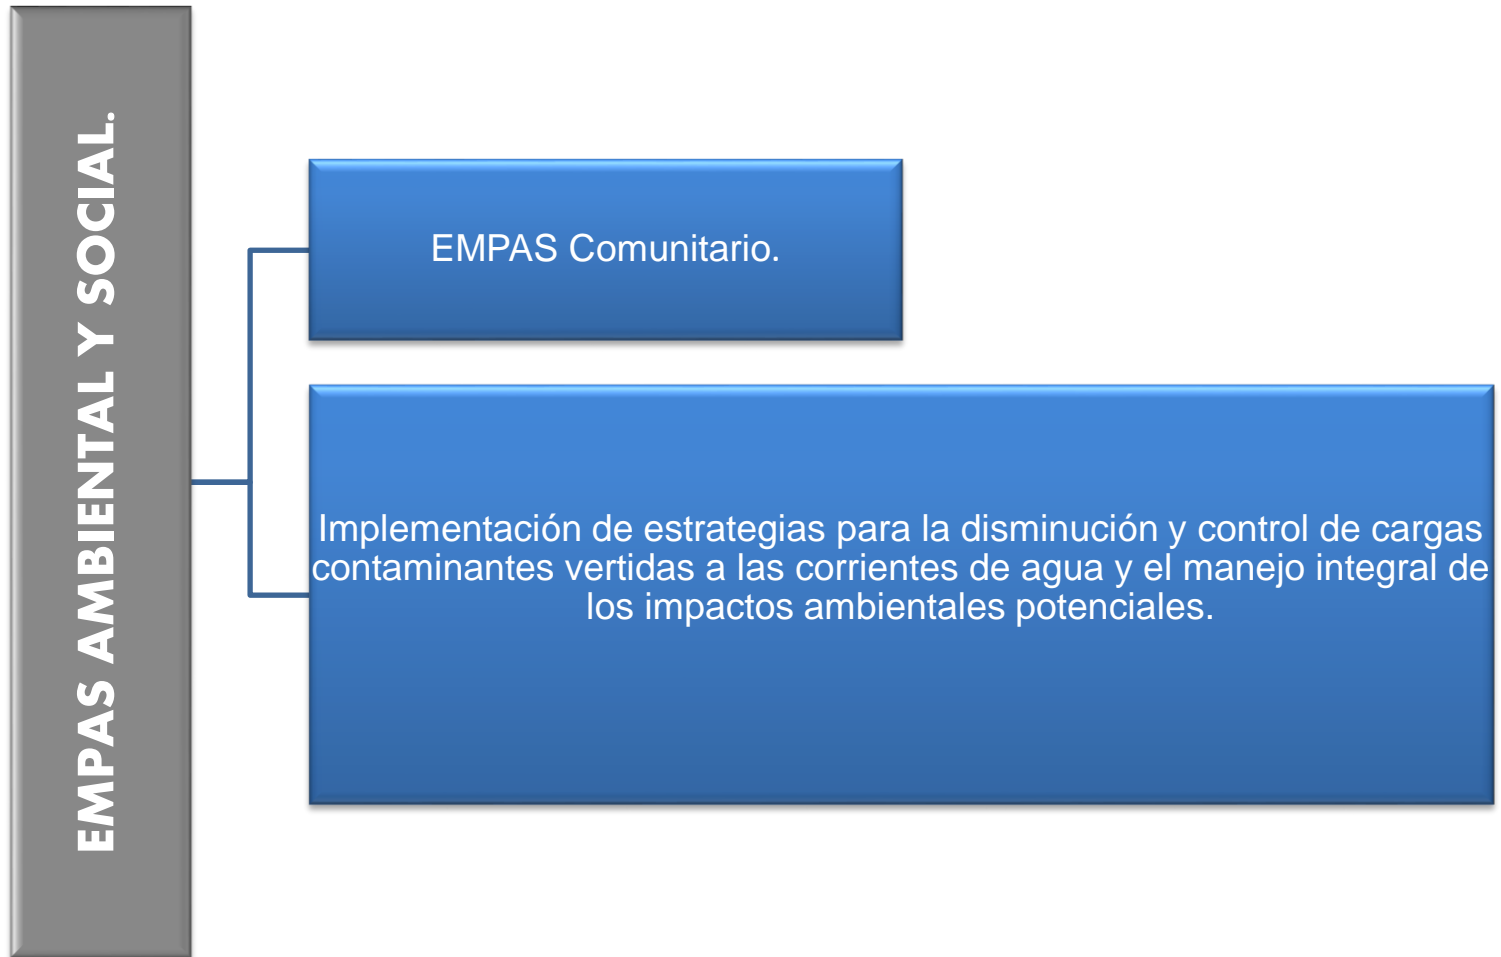 EMPAS AMBIENTAL Y SOCIAL.
EMPAS Comunitario.
Implementación de estrategias para la disminución y control de cargas
contaminantes vertidas a las corrientes de agua y el manejo integral de
los impactos ambientales potenciales.